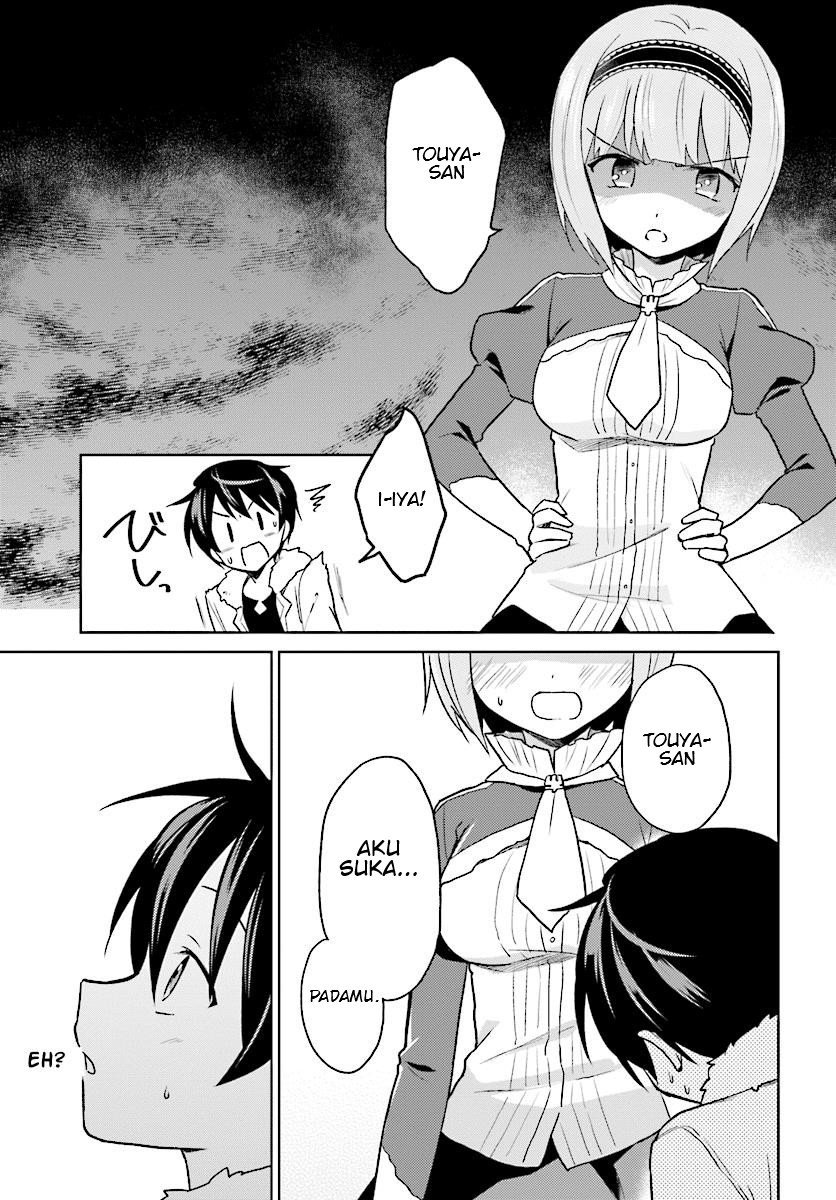 TOUYA-
SAN
I-IYA!
びしっ
TOUYA-
SAN
AKU
SUKA...
PADAMU.
EH?